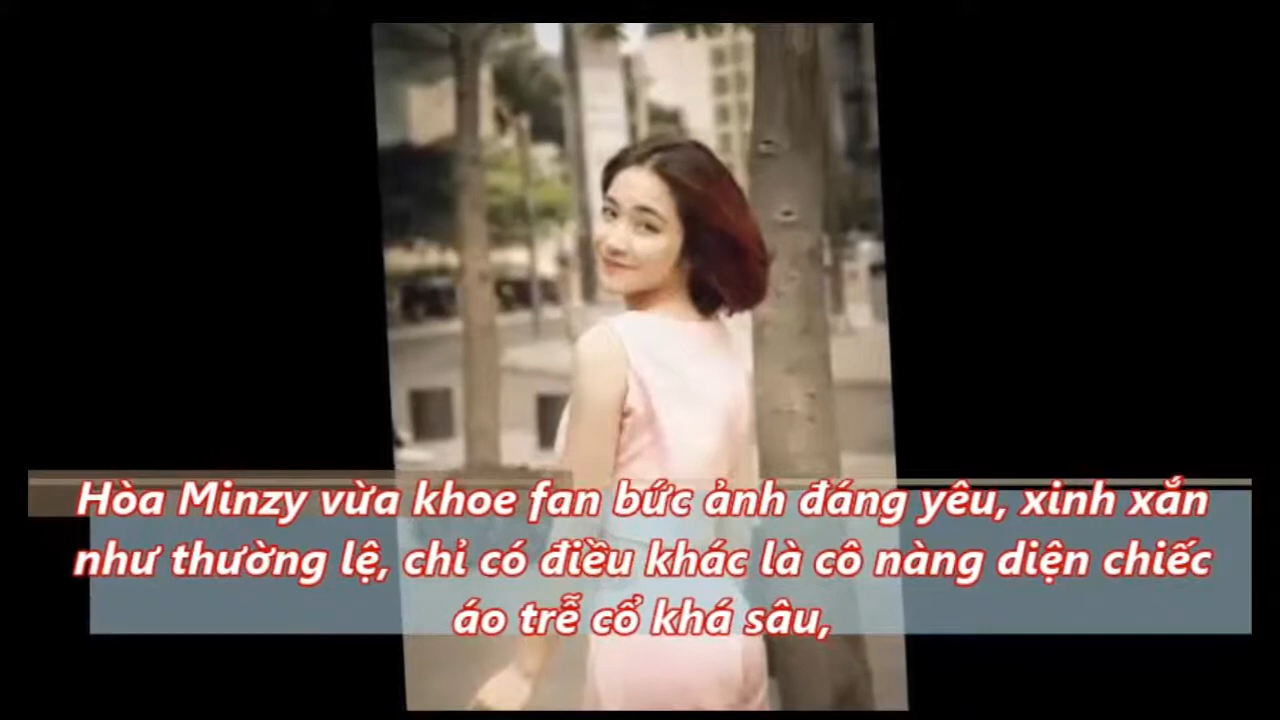 Hòa Minzy vừa khoe fan bức ảnh đáng yêu, xinh xắn
như thường lệ, chỉ có điều khác là cô nàng diện chiếc
áo trễ cổ khá sâu,